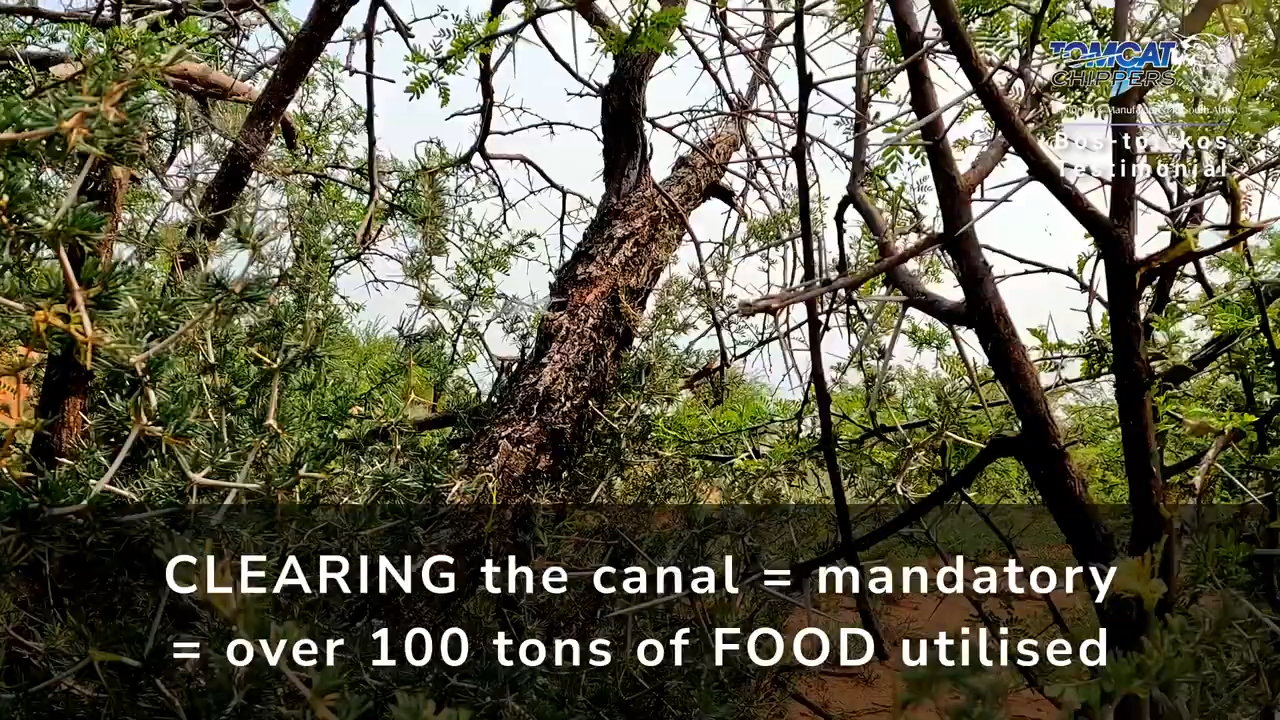 TOMCAT
CHIPPERS
Bos-tot-kos
Testimonial
CLEARING the canal = mandatory
= over 100 tons of FOOD utilised